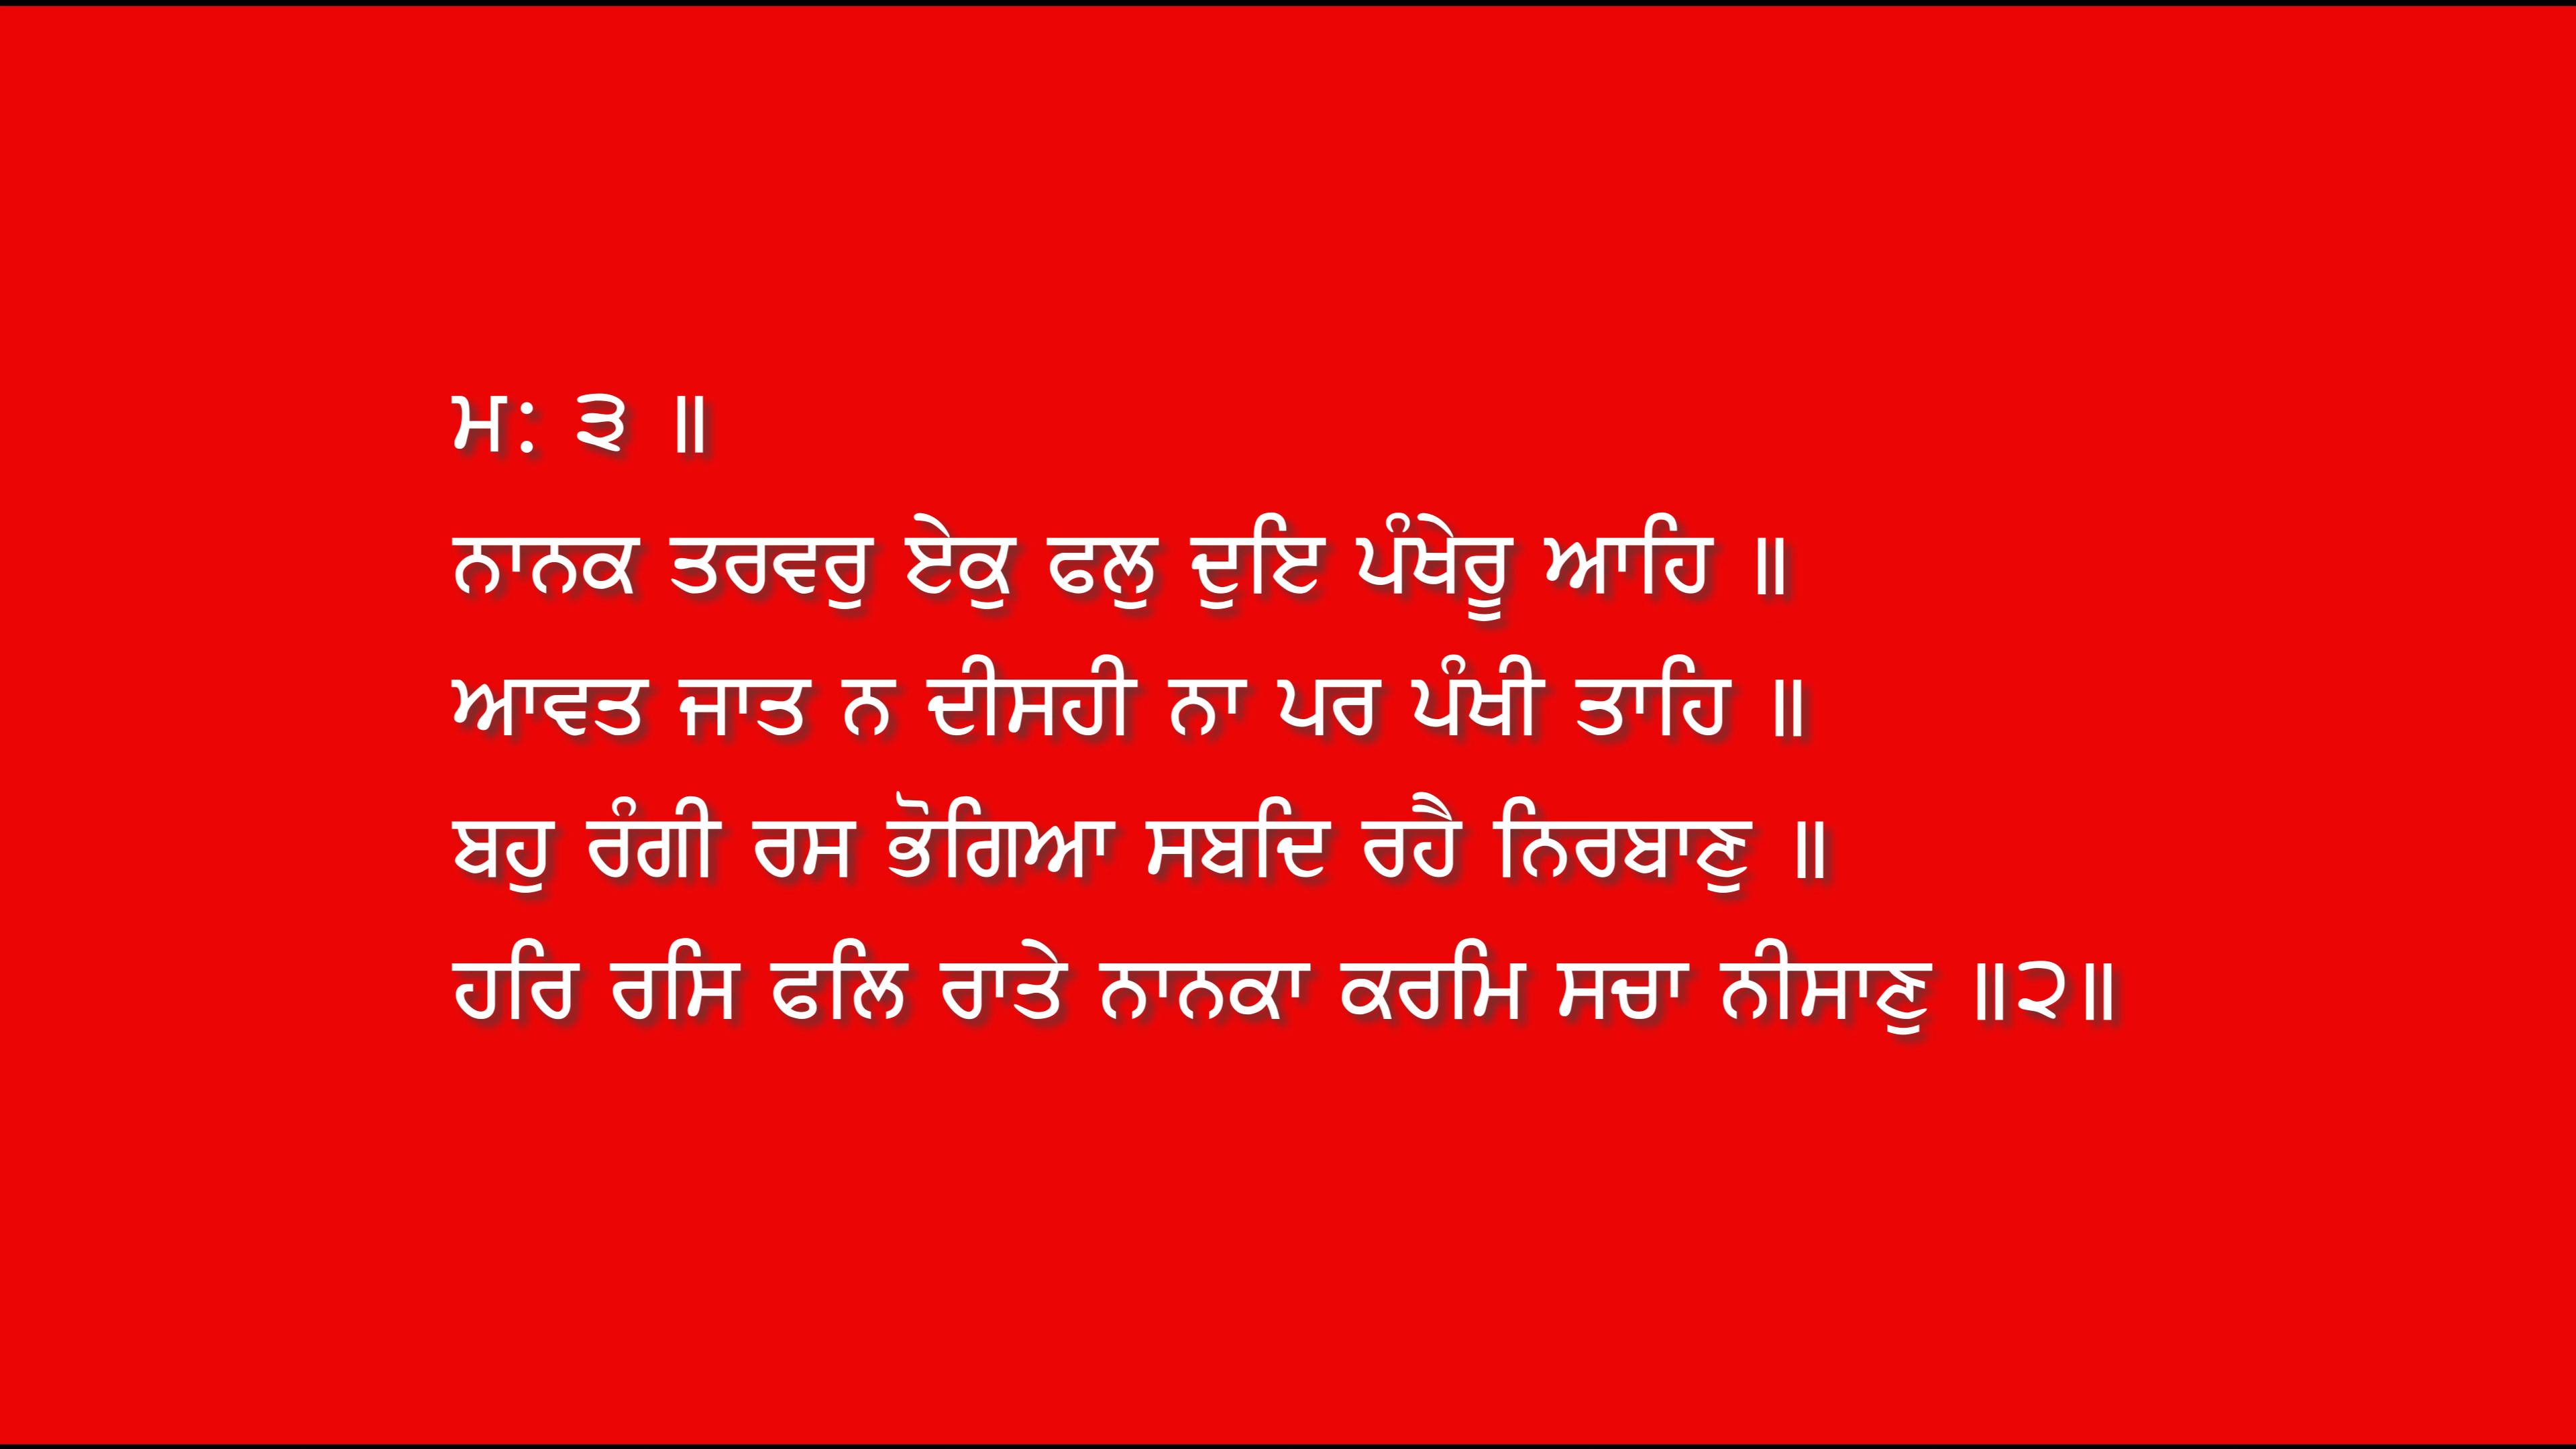 ਮਃ ੩ ॥
ਨਾਨਕ ਤਰਵਰੁ ਏਕੁ ਫਲੁ ਦੁਇ ਪੰਖੇਰੂ ਆਹਿ ॥
ਆਵਤ ਜਾਤ ਨ ਦੀਸਹੀ ਨਾ ਪਰ ਪੰਖੀ ਤਾਹਿ ॥
ਬਹੁ ਰੰਗੀ ਰਸ ਭੋਗਿਆ ਸਬਦਿ ਰਹੈ ਨਿਰਬਾਣੁ ॥
ਹਰਿ ਰਸਿ ਫਲਿ ਰਾਤੇ ਨਾਨਕਾ ਕਰਮਿ ਸਚਾ ਨੀਸਾਣੁ ॥੨॥